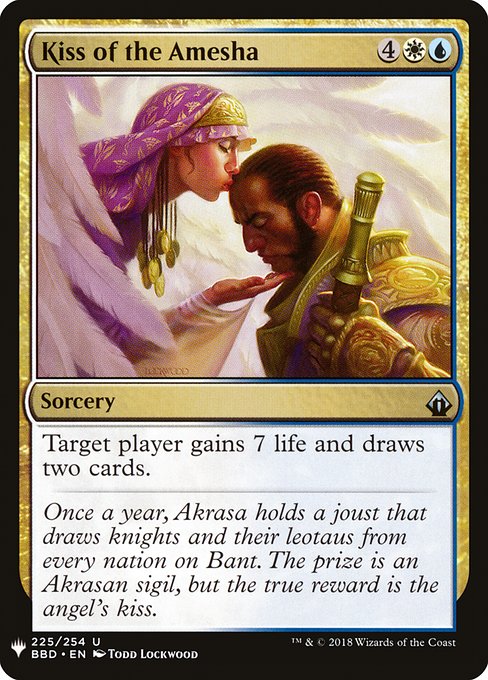 Kiss of the Amesha 4
LOCKWOOD
Sorcery
Target player gains 7 life and draws
two cards.
Once a year, Akrasa holds a joust that
draws knights and their leotaus from
every nation on Bant. The prize is an
Akrasan sigil, but the true reward is the
angel's kiss.
225/254 U
BBD • EN Todd Lockwood
™ & © 2018 Wizards of the Coast